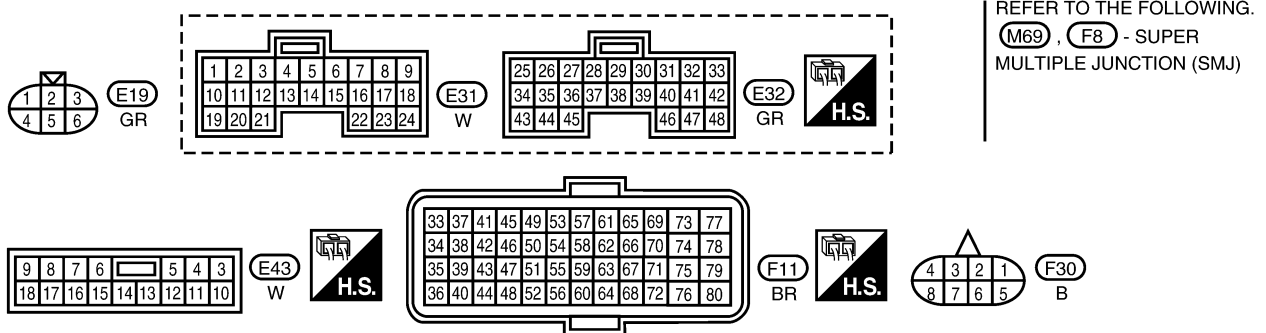 REFER TO THE FOLLOWING.
M69 , F8 - SUPER
MULTIPLE JUNCTION (SMJ)
1 2 3
4 5 6
E19
GR
1 2 3 4 5 6 7 8 9
10 11 12 13 14 15 16 17 18
19 20 21 22 23 24
E31
W
25 26 27 28 29 30 31 32 33
34 35 36 37 38 39 40 41 42
43 44 45 46 47 48
E32
GR
H.S.
9 8 7 6 5 4 3
18 17 16 15 14 13 12 11 10
E43
W
H.S.
33 37 41 45 49 53 57 61 65 69 73 77
34 38 42 46 50 54 58 62 66 70 74 78
35 39 43 47 51 55 59 63 67 71 75 79
36 40 44 48 52 56 60 64 68 72 76 80
F11
BR
H.S.
4 3 2 1
8 7 6 5
F30
B